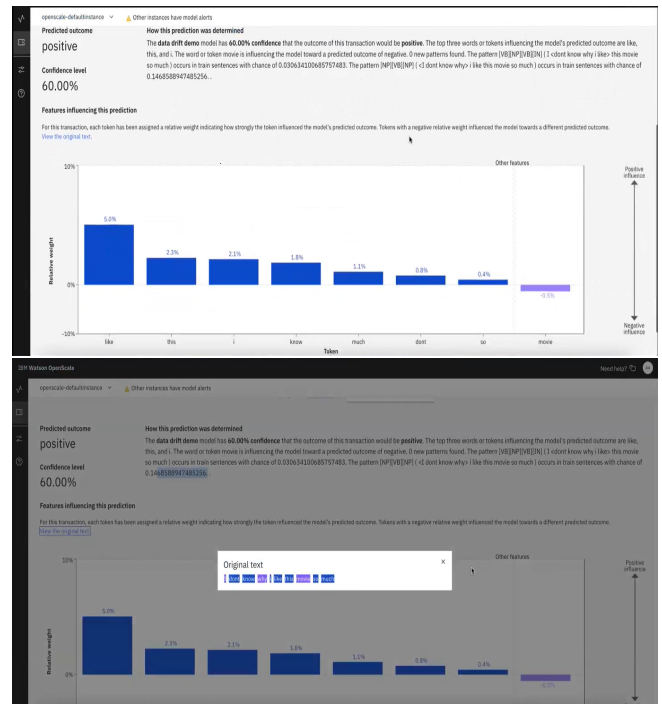 openscale-defaultinstance
Other instances have model alerts
Predicted outcome
positive
Confidence level
60.00%
How this prediction was determined
The data drift demo model has 60.00% confidence that the outcome of this transaction would be positive. The top three words or tokens influencing the model's predicted outcome are like,
this, and i. The word or token movie is influencing the model toward a predicted outcome of negative. 0 new patterns found. The pattern [VB][NP][VB][IN] ( I <dont know why i like> this movie
so much ) occurs in train sentences with chance of 0.030634100685757483. The pattern [NP][VB][NP] ( <I dont know why> i like this movie so much ) occurs in train sentences with chance of
0.1468588947485256. .
Features influencing this prediction
For this transaction, each token has been assigned a relative weight indicating how strongly the token influenced the model's predicted outcome. Tokens with a negative relative weight influenced the model towards a different predicted outcome.
View the original text.
Other features
Positive
influence
10%
5.0%
2.3%
2.1%
1.8%
1.1%
0.8%
0.4%
-0.5%
Relative weight
0%
-10%
Negative
influence
like this i know much dont so movie
Token
IBM Watson OpenScale
Need help?
openscale-defaultinstance
Other instances have model alerts
Predicted outcome
positive
Confidence level
60.00%
How this prediction was determined
The data drift demo model has 60.00% confidence that the outcome of this transaction would be positive. The top three words or tokens influencing the model's predicted outcome are like,
this, and i. The word or token movie is influencing the model toward a predicted outcome of negative. 0 new patterns found. The pattern [VB][NP][VB][IN] ( I <dont know why i like> this movie
so much ) occurs in train sentences with chance of 0.030634100685757483. The pattern [NP][VB][NP] ( <I dont know why> i like this movie so much ) occurs in train sentences with chance of
0.1468588947485256. .
Features influencing this prediction
For this transaction, each token has been assigned a relative weight indicating how strongly the token influenced the model's predicted outcome. Tokens with a negative relative weight influenced the model towards a different predicted outcome.
View the original text.
Original text
I dont know why i like this movie so much
Other features
Positive
influence
10%
5.0%
2.3%
2.1%
1.8%
1.1%
0.8%
0.4%
-0.5%
Relative weight
0%